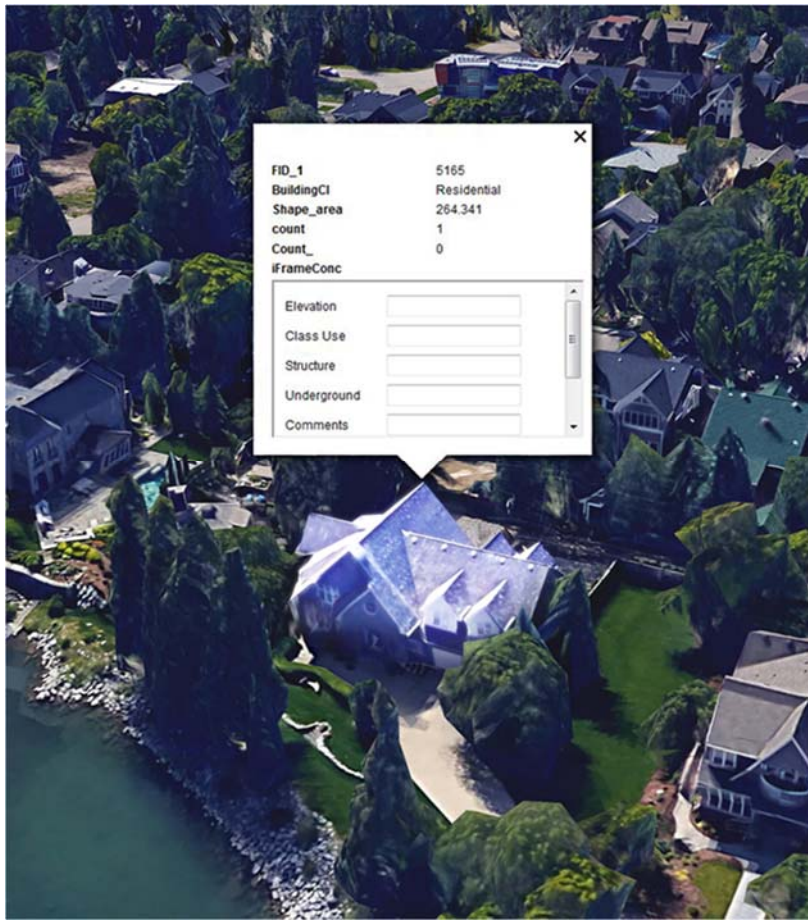 FID_1 5165
BuildingCl Residential
Shape_area 264.341
count 1
Count_ 0
iFrameConc
Elevation
Class Use
Structure
Underground
Comments